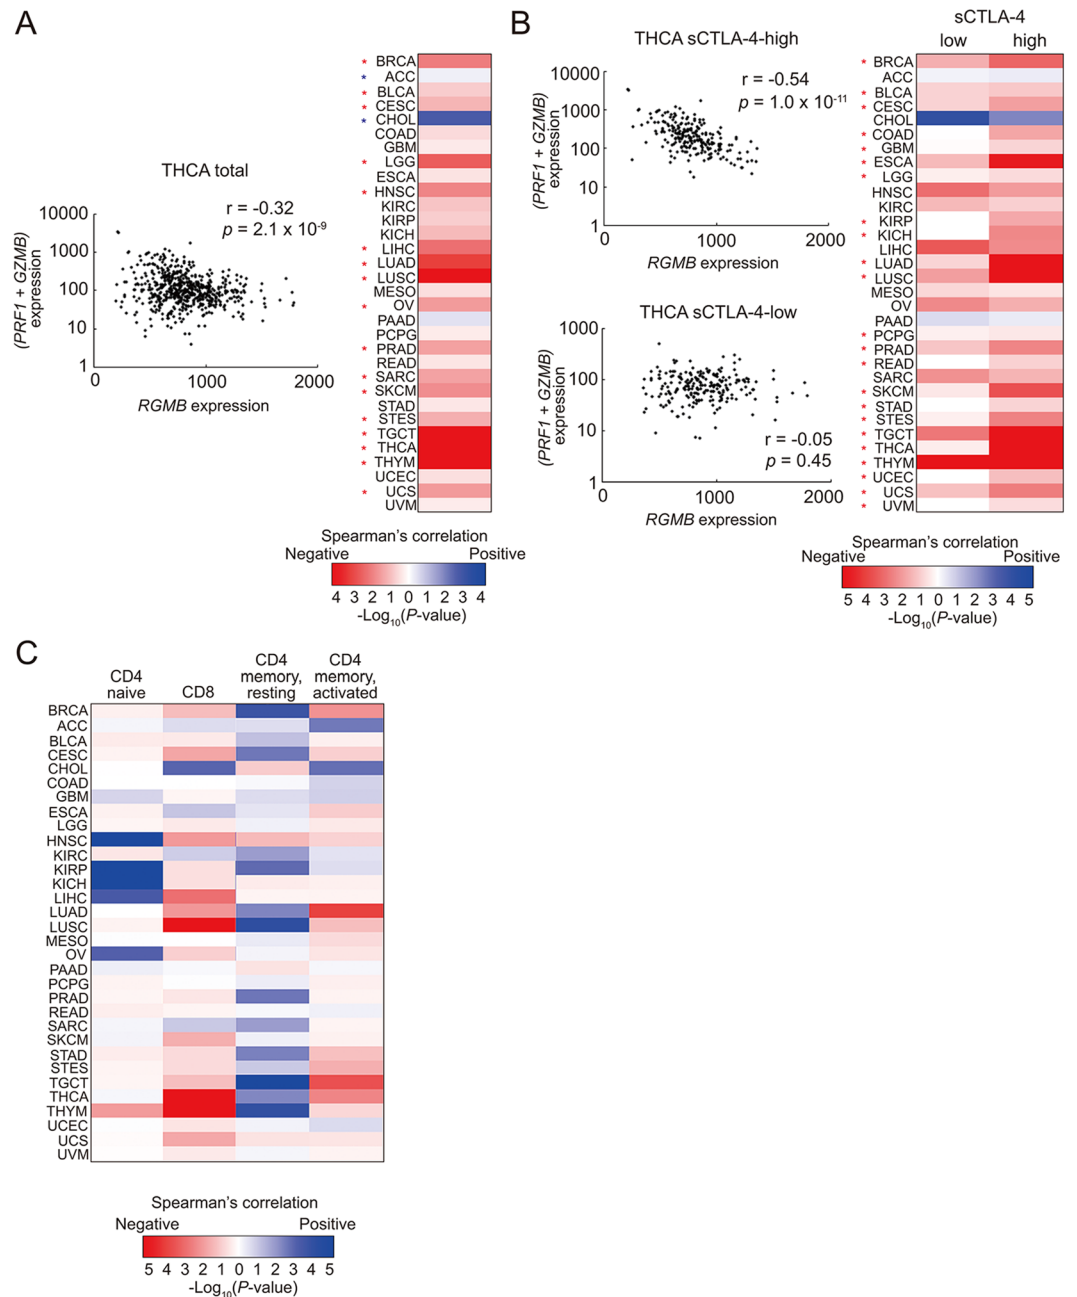 A
THCA total
r = -0.32
p = 2.1 x 10-9
(PRF1 + GZMB)
expression
10000
1000
100
10
1
0
1000
2000
RGMB expression
* BRCA
* ACC
* BLCA
* CESC
* CHOL
COAD
GBM
* LGG
ESCA
* HNSC
KIRC
KIRP
KICH
* LIHC
* LUAD
* LUSC
MESO
* OV
PAAD
PCPG
* PRAD
READ
* SARC
* SKCM
STAD
* STES
* TGCT
* THCA
* THYM
UCEC
* UCS
UVM
Spearman's correlation
Negative Positive
4 3 2 1 0 1 2 3 4
-Log10(P-value)
B
THCA sCTLA-4-high
r = -0.54
p = 1.0 x 10-11
(PRF1 + GZMB)
expression
10000
1000
100
10
1
0
1000
2000
RGMB expression
THCA sCTLA-4-low
(PRF1 + GZMB)
expression
1000
100
10
1
r = -0.05
p = 0.45
0
1000
2000
RGMB expression
sCTLA-4
low high
* BRCA
ACC
* BLCA
* CESC
CHOL
* COAD
* GBM
* ESCA
* LGG
HNSC
KIRC
* KIRP
* KICH
LIHC
* LUAD
* LUSC
MESO
OV
PAAD
* PCPG
* PRAD
* READ
SARC
* SKCM
* STAD
* STES
* TGCT
* THCA
* THYM
* UCEC
* UCS
* UVM
Spearman's correlation
Negative Positive
5 4 3 2 1 0 1 2 3 4 5
-Log10(P-value)
C
CD4
naive
CD8
CD4
memory,
resting
CD4
memory,
activated
BRCA
ACC
BLCA
CESC
CHOL
COAD
GBM
ESCA
LGG
HNSC
KIRC
KIRP
KICH
LIHC
LUAD
LUSC
MESO
OV
PAAD
PCPG
PRAD
READ
SARC
SKCM
STAD
STES
TGCT
THCA
THYM
UCEC
UCS
UVM
Spearman's correlation
Negative Positive
5 4 3 2 1 0 1 2 3 4 5
-Log10(P-value)